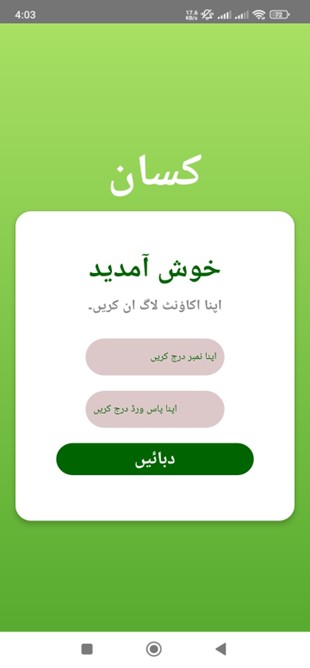 4:03
17.6 KB/s
72
کسان
خوش آمدید
اپنا اکاؤنٹ لاگ ان کریں۔
اپنا نمبر درج کریں
اپنا پاس ورڈ درج کریں
دبائیں